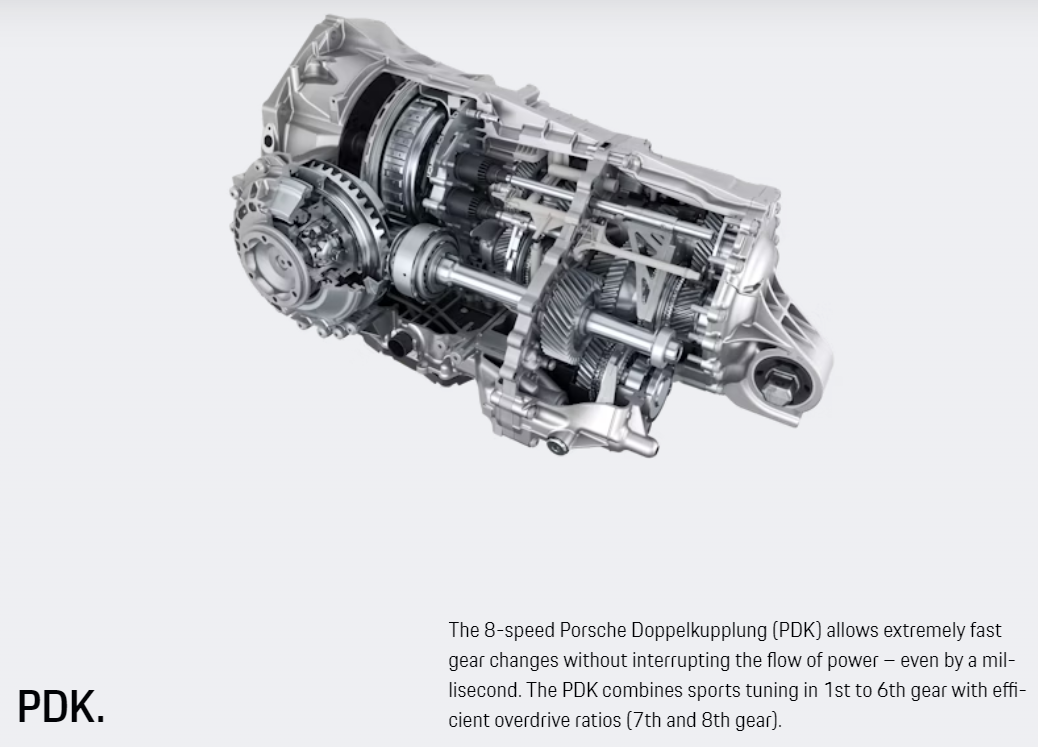 The 8-speed Porsche Doppelkupplung (PDK) allows extremely fast
gear changes without interrupting the flow of power – even by a mil-
lisecond. The PDK combines sports tuning in 1st to 6th gear with effi-
cient overdrive ratios (7th and 8th gear).
PDK.